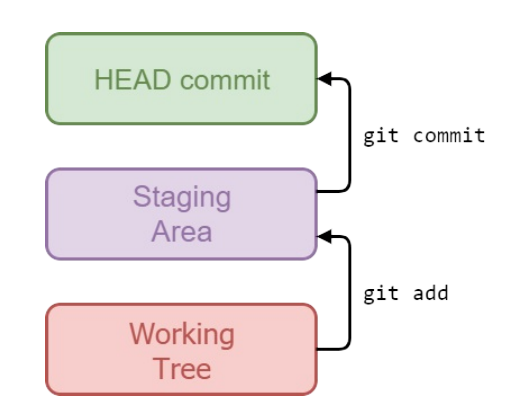 HEAD commit
git commit
Staging
Area
git add
Working
Tree